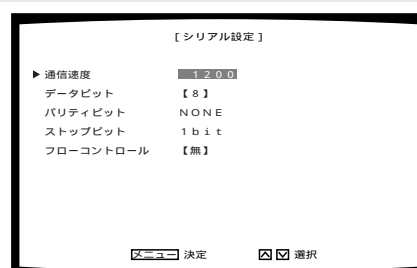 [シリアル設定]
▶通信速度 1200
データビット 【8】
パリティビット NONE
ストップビット 1bit
フローコントロール 【無】
メニュー 決定 選択